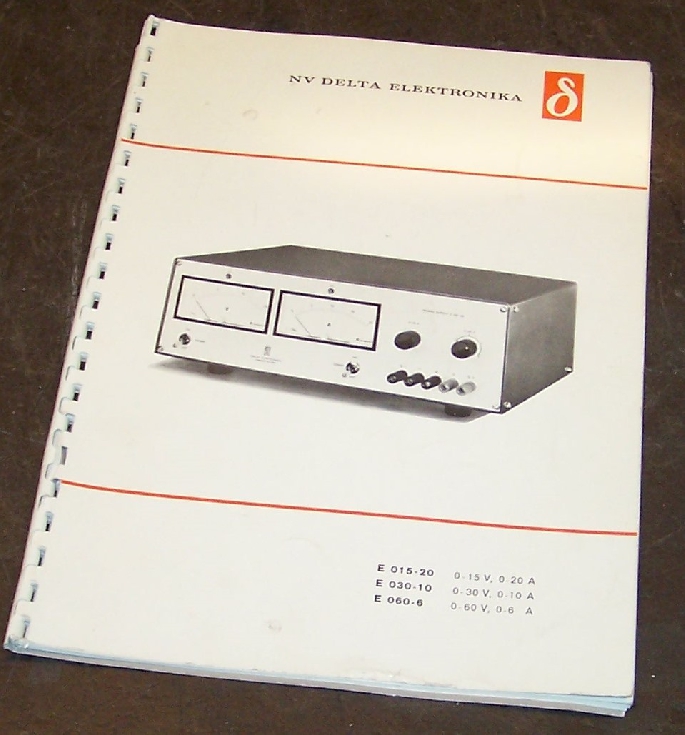 NV DELTA ELEKTRONIKA δ
E 015-20 0-15 V, 0-20 A
E 030-10 0-30 V, 0-10 A
E 060-6 0-60 V, 0-6 A